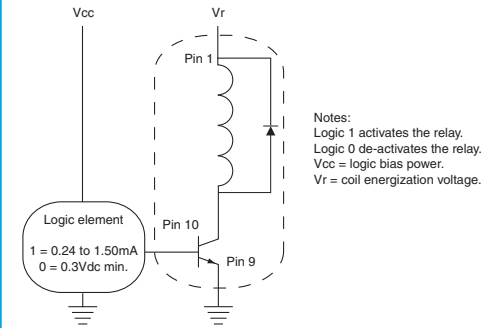 Vcc
Vr
Pin 1
Notes:
Logic 1 activates the relay.
Logic 0 de-activates the relay.
Vcc = logic bias power.
Vr = coil energization voltage.
Logic element
1 = 0.24 to 1.50mA
0 = 0.3Vdc min.
Pin 10
Pin 9